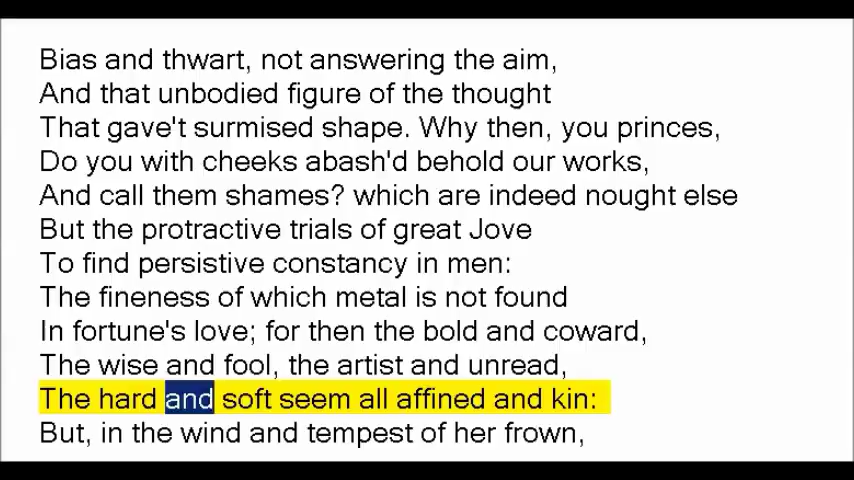 Bias and thwart, not answering the aim,
And that unbodied figure of the thought
That gave't surmised shape. Why then, you princes,
Do you with cheeks abash'd behold our works,
And call them shames? which are indeed nought else
But the protractive trials of great Jove
To find persistive constancy in men:
The fineness of which metal is not found
In fortune's love; for then the bold and coward,
The wise and fool, the artist and unread,
The hard and soft seem all affined and kin:
But, in the wind and tempest of her frown,